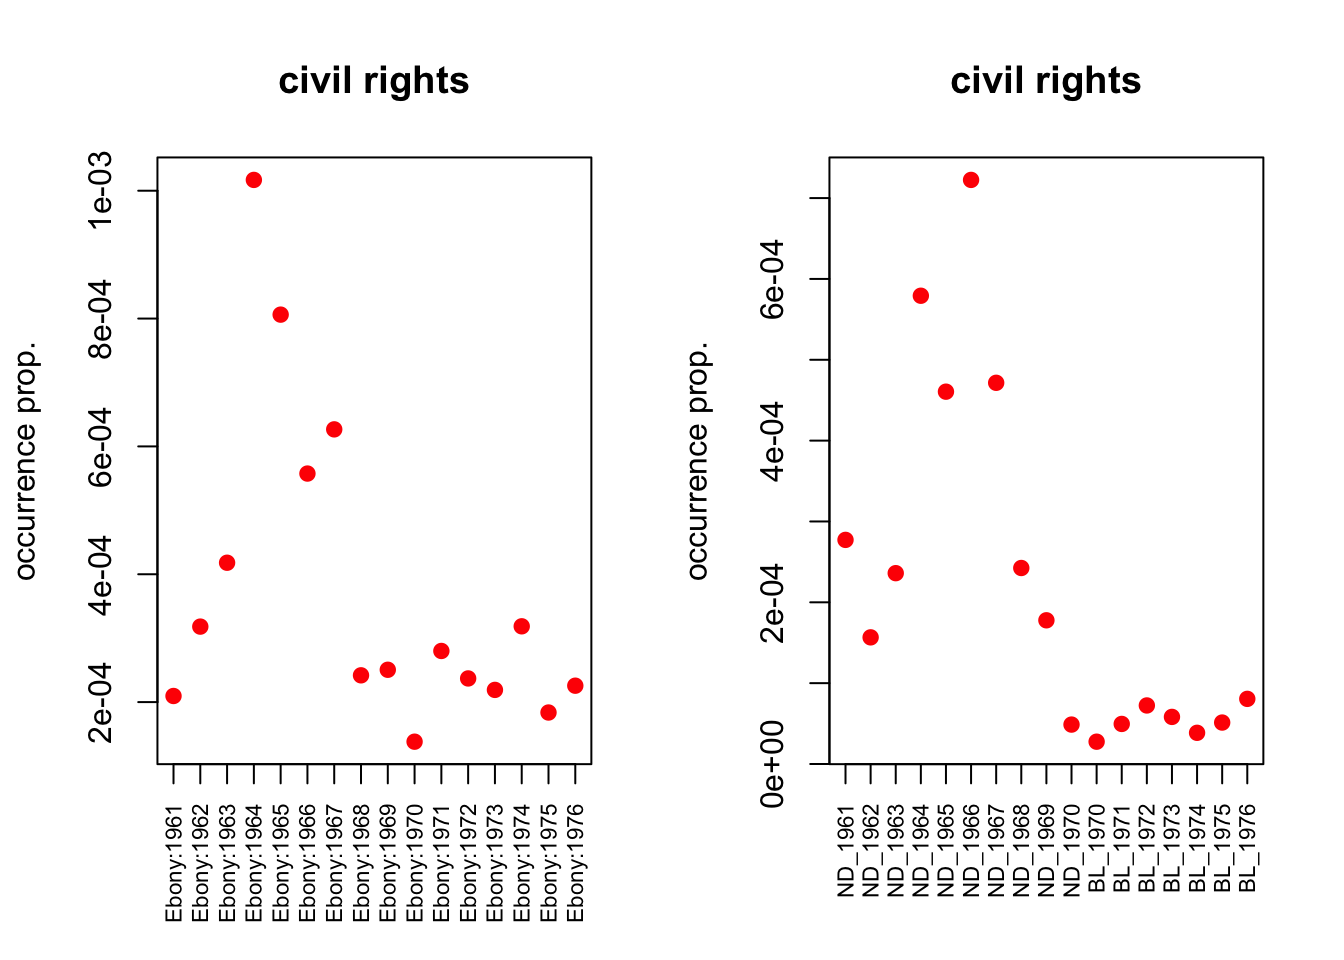 civil rights
occurrence prop.
1e-03
8e-04
6e-04
4e-04
2e-04
Ebony:1961
Ebony:1962
Ebony:1963
Ebony:1964
Ebony:1965
Ebony:1966
Ebony:1967
Ebony:1968
Ebony:1969
Ebony:1970
Ebony:1971
Ebony:1972
Ebony:1973
Ebony:1974
Ebony:1975
Ebony:1976
civil rights
occurrence prop.
6e-04
4e-04
2e-04
0e+00
ND_1961
ND_1962
ND_1963
ND_1964
ND_1965
ND_1966
ND_1967
ND_1968
ND_1969
ND_1970
BL_1970
BL_1971
BL_1972
BL_1973
BL_1974
BL_1975
BL_1976